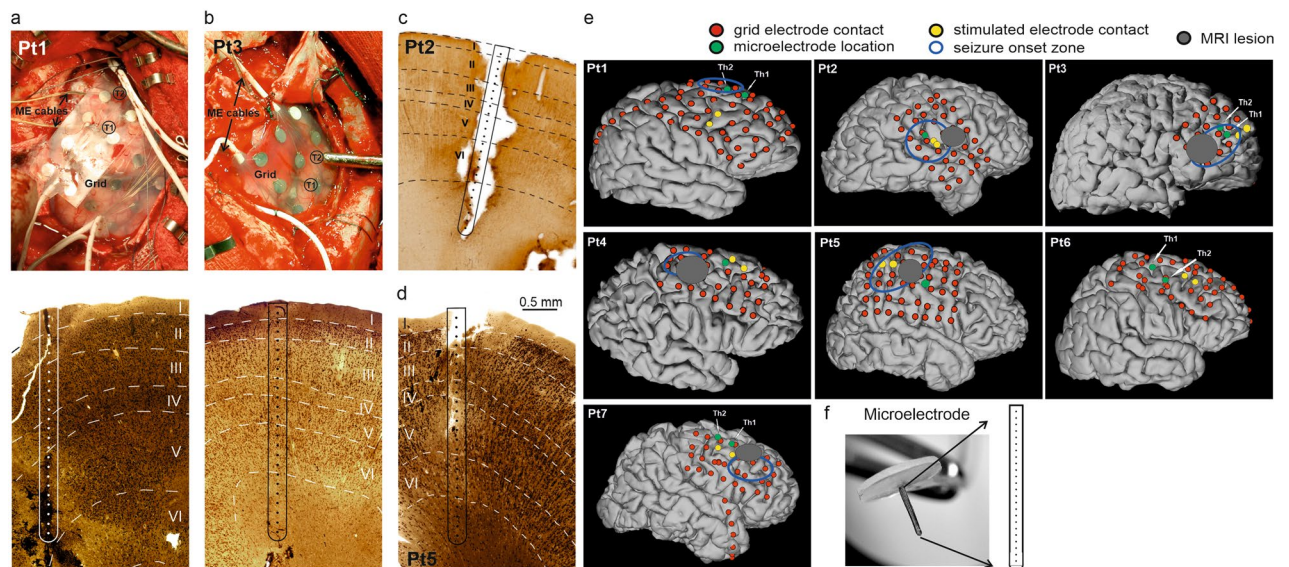 a
Pt1
T2
ME cables
T1
Grid
I
II
III
IV
V
VI
b
Pt3
ME cables
T2
Grid
T1
I
II
III
IV
V
VI
c
Pt2
I
II
III
IV
V
VI
d
0.5 mm
I
II
III
IV
V
VI
Pt5
e
grid electrode contact
microelectrode location
stimulated electrode contact
seizure onset zone
MRI lesion
Pt1
Th2
Th1
Pt2
Pt3
Th2
Th1
Pt4
Pt5
Pt6
Th1
Th2
Pt7
Th2
Th1
f
Microelectrode